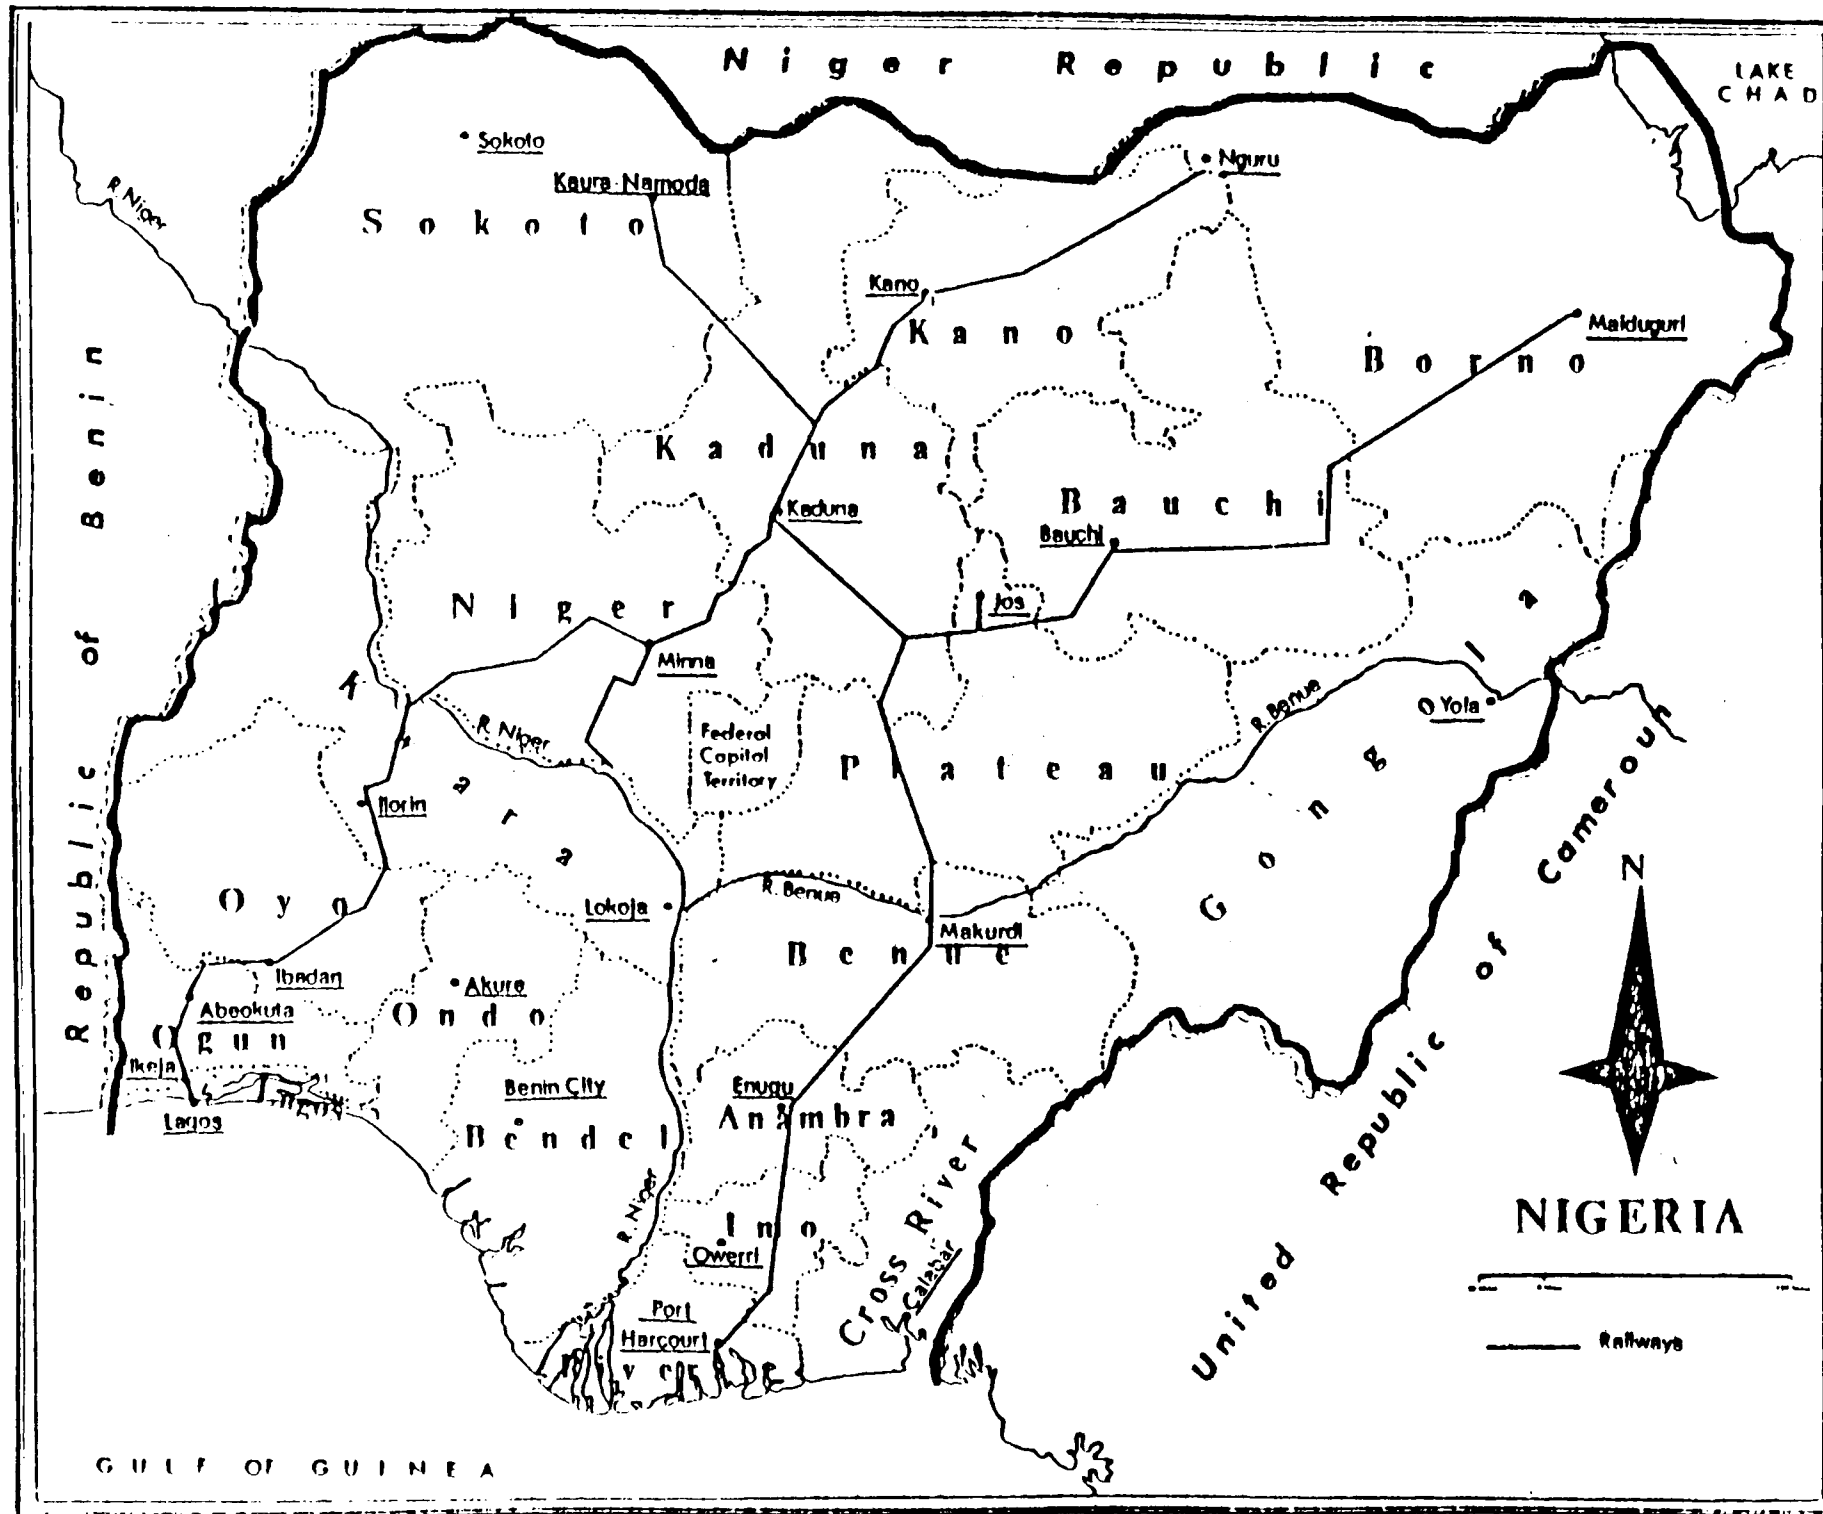 Niger Republic
LAKE
CHAD
Sokoto
Nguru
Kaura-Namoda
R. Niger
Sokoto
Kano
Kano
Maiduguri
Borno
Kaduna
Kaduna
Bauchi
Bauchi
Jos
Niger
Minna
R. Niger
Federal
Capital
Territory
Plateau
R. Benue
Yola
Gongola
Kwara
Ilorin
Oyo
Lokoja
R. Benue
Makurdi
Benue
Ibadan
Akure
Ondo
Abeokuta
Ogun
Ikeja
Lagos
Benin City
Bendel
Enugu
Anambra
R. Niger
Imo
Owerri
Cross River
Calabar
Port
Harcourt
Republic of Benin
United Republic of Cameroun
N
NIGERIA
Railways
GULF OF GUINEA